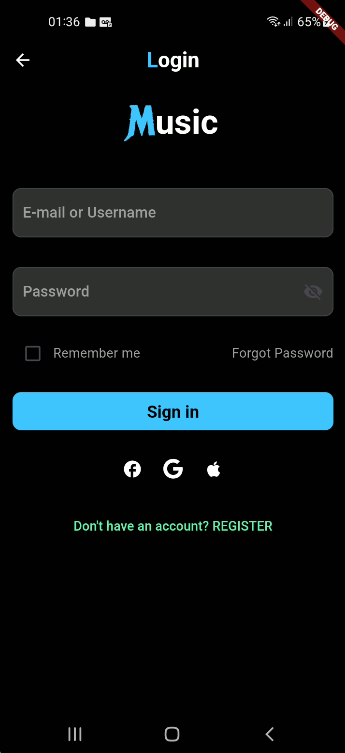 01:36 65%
DEBUG
Login
Music
E-mail or Username
Password
Remember me Forgot Password
Sign in
Don't have an account? REGISTER